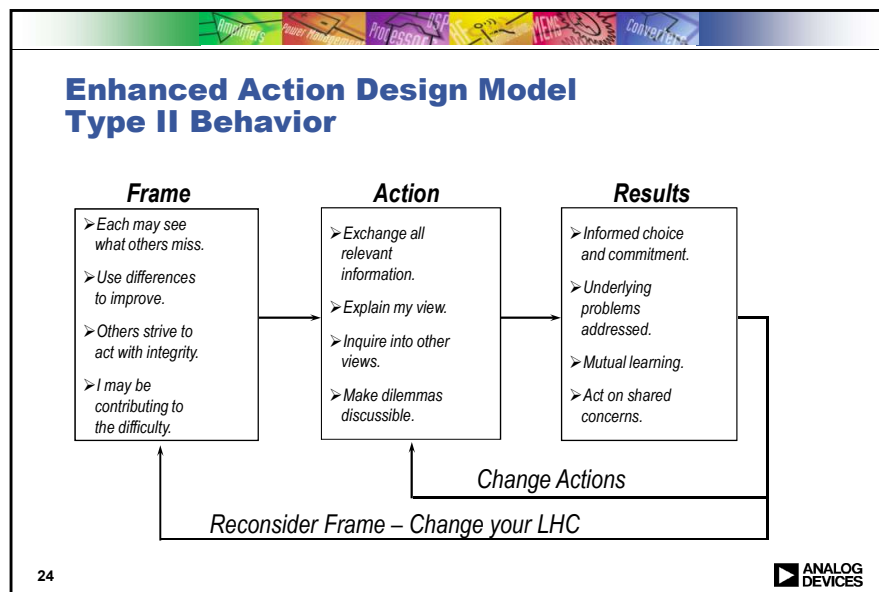 Amplifiers Power Management Processors DSP MEMS Converters
Enhanced Action Design Model
Type II Behavior
Frame
➢Each may see
what others miss.
➢Use differences
to improve.
➢Others strive to
act with integrity.
➢I may be
contributing to
the difficulty.
Action
➢Exchange all
relevant
information.
➢Explain my view.
➢Inquire into other
views.
➢Make dilemmas
discussible.
Results
➢Informed choice
and commitment.
➢Underlying
problems
addressed.
➢Mutual learning.
➢Act on shared
concerns.
Change Actions
Reconsider Frame – Change your LHC
24
ANALOG
DEVICES